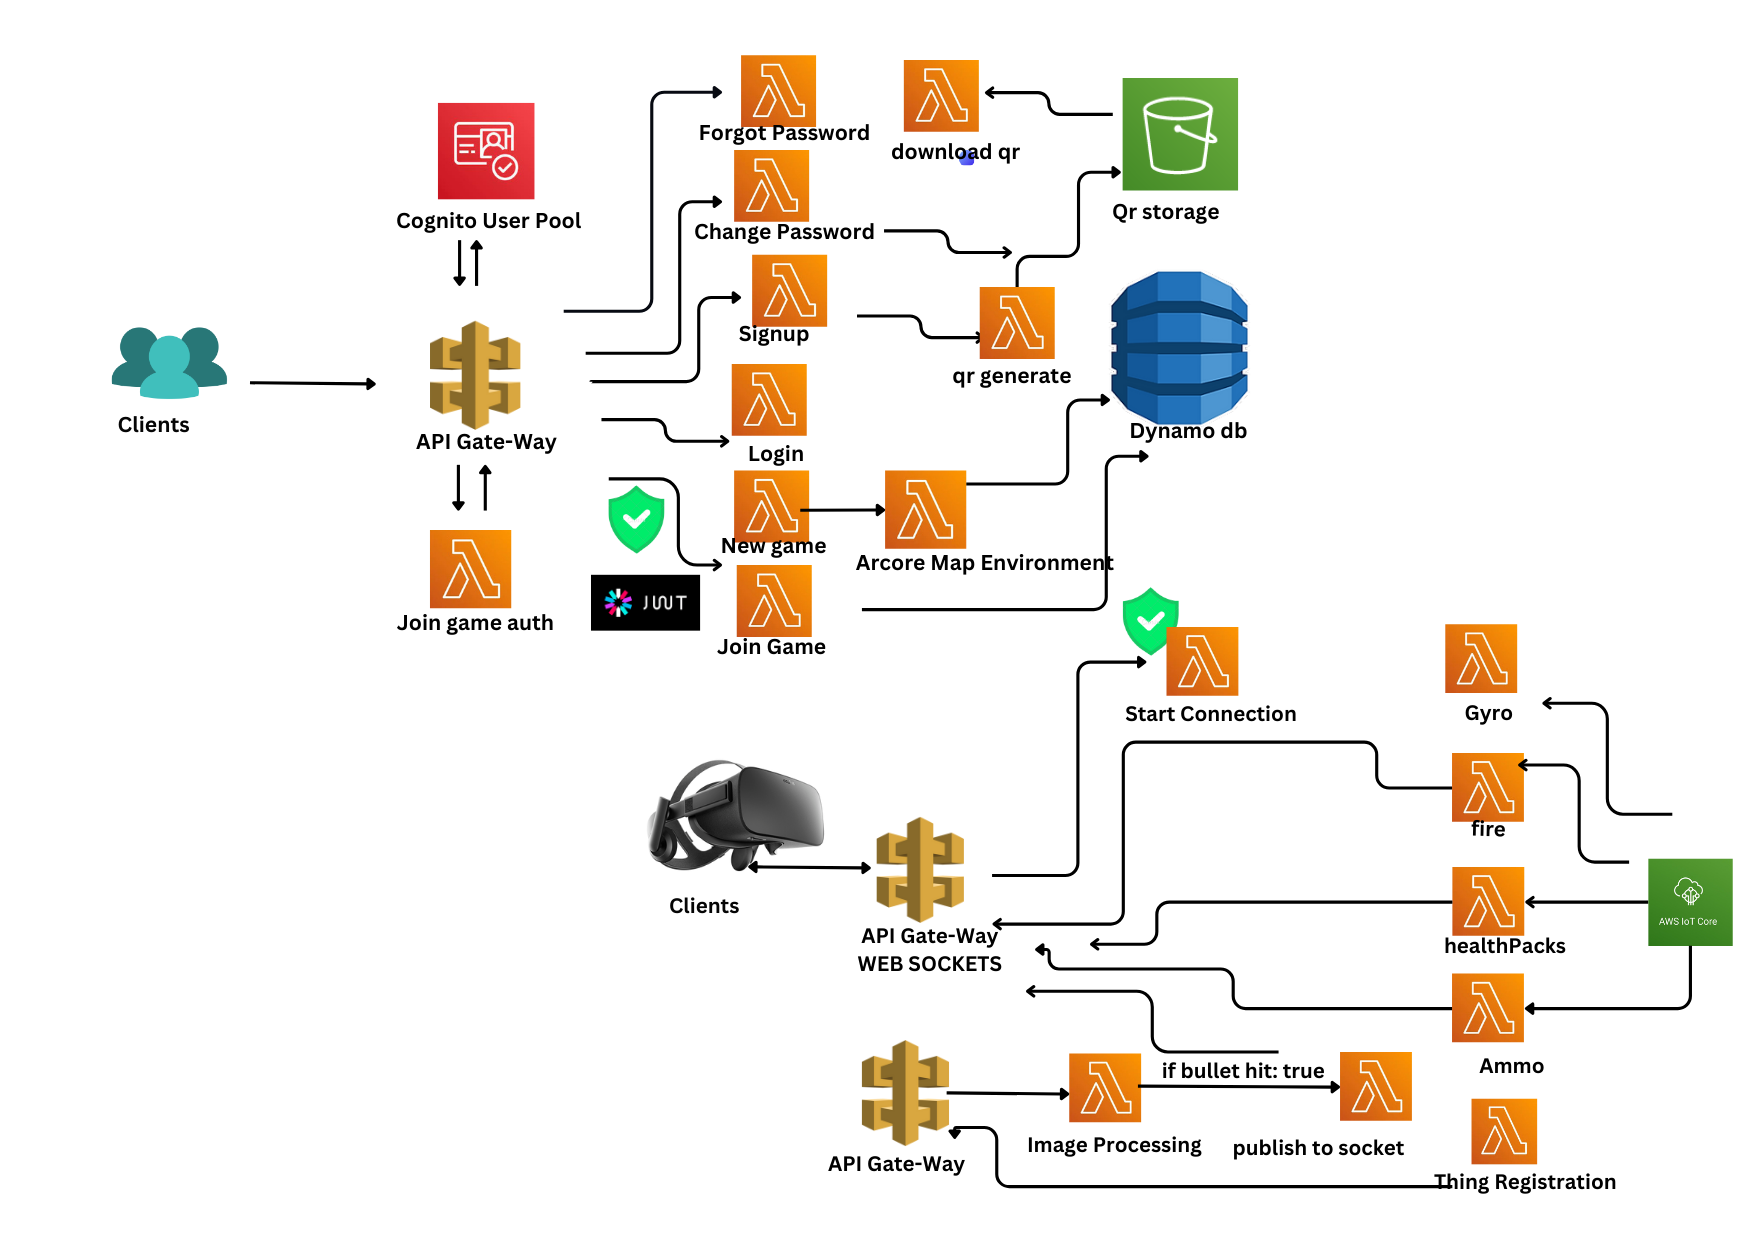 Forgot Password
download qr
Cognito User Pool
Change Password
Qr storage
Signup
qr generate
Clients
API Gate-Way
Dynamo db
Login
New game
Arcore Map Environment
Join game auth
JWT
Join Game
Start Connection
Gyro
fire
Clients
AWS IoT Core
API Gate-Way
WEB SOCKETS
healthPacks
Ammo
if bullet hit: true
Image Processing
publish to socket
API Gate-Way
Thing Registration